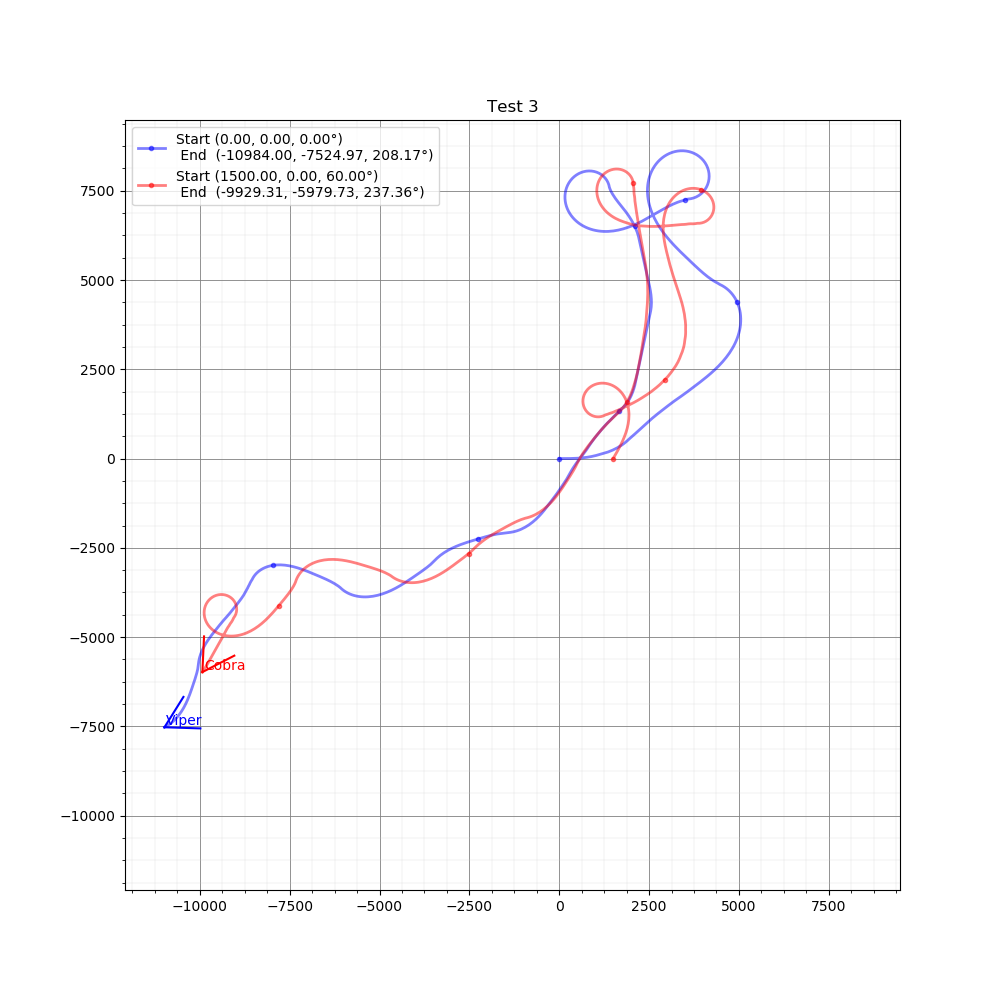 Test 3
Start (0.00, 0.00, 0.00°)
End (-10984.00, -7524.97, 208.17°)
Start (1500.00, 0.00, 60.00°)
End (-9929.31, -5979.73, 237.36°)
7500
5000
2500
0
−2500
−5000
−7500
−10000
Cobra
Viper
−10000 −7500 −5000 −2500 0 2500 5000 7500